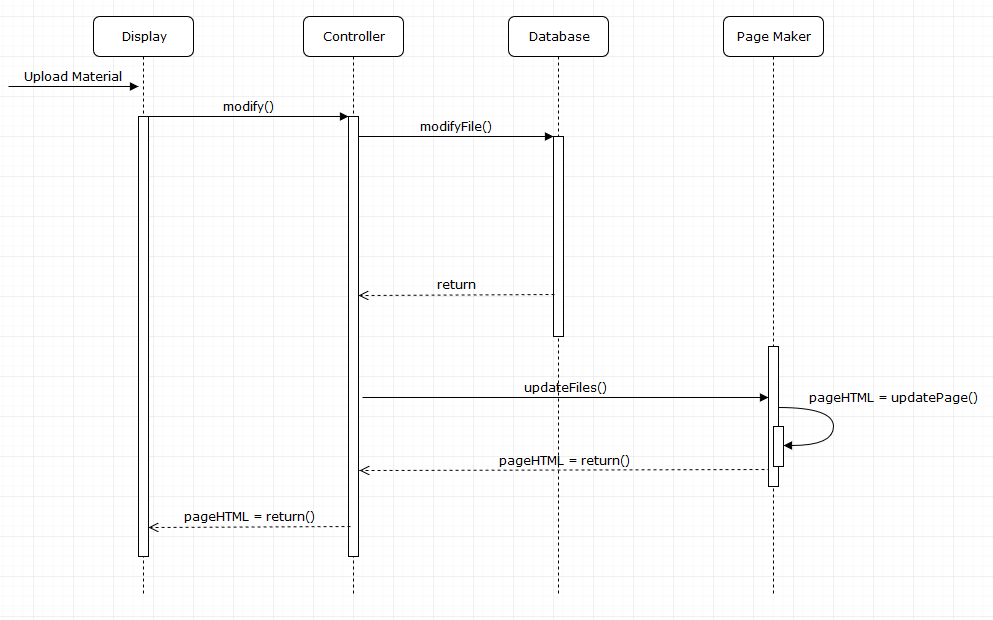 Display
Controller
Database
Page Maker
Upload Material
modify()
modifyFile()
return
updateFiles()
pageHTML = updatePage()
pageHTML = return()
pageHTML = return()